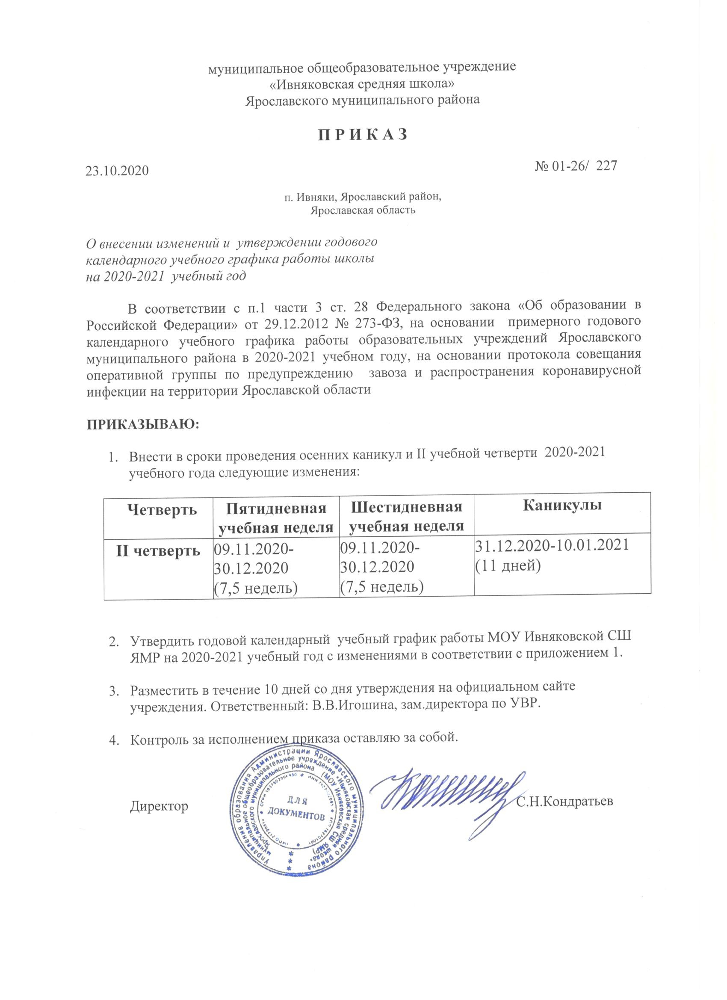 муниципальное общеобразовательное учреждение
«Ивняковская средняя школа»
Ярославского муниципального района
П Р И К А З
23.10.2020 № 01-26/ 227
п. Ивняки, Ярославский район,
Ярославская область
О внесении изменений и утверждении годового
календарного учебного графика работы школы
на 2020-2021 учебный год
В соответствии с п.1 части 3 ст. 28 Федерального закона «Об образовании в
Российской Федерации» от 29.12.2012 № 273-ФЗ, на основании примерного годового
календарного учебного графика работы образовательных учреждений Ярославского
муниципального района в 2020-2021 учебном году, на основании протокола совещания
оперативной группы по предупреждению завоза и распространения коронавирусной
инфекции на территории Ярославской области
ПРИКАЗЫВАЮ:
1. Внести в сроки проведения осенних каникул и II учебной четверти 2020-2021
учебного года следующие изменения:
Четверть Пятидневная Шестидневная Каникулы
учебная неделя учебная неделя
II четверть 09.11.2020- 09.11.2020- 31.12.2020-10.01.2021
30.12.2020 30.12.2020 (11 дней)
(7,5 недель) (7,5 недель)
2. Утвердить годовой календарный учебный график работы МОУ Ивняковской СШ
ЯМР на 2020-2021 учебный год с изменениями в соответствии с приложением 1.
3. Разместить в течение 10 дней со дня утверждения на официальном сайте
учреждения. Ответственный: В.В.Игошина, зам.директора по УВР.
4. Контроль за исполнением приказа оставляю за собой.
Директор С.Н.Кондратьев
Управление образования Администрации Ярославского муниципального района
муниципальное общеобразовательное учреждение «Ивняковская средняя школа»
Ярославского муниципального района (МОУ Ивняковская СШ ЯМР)
ДЛЯ
ДОКУМЕНТОВ